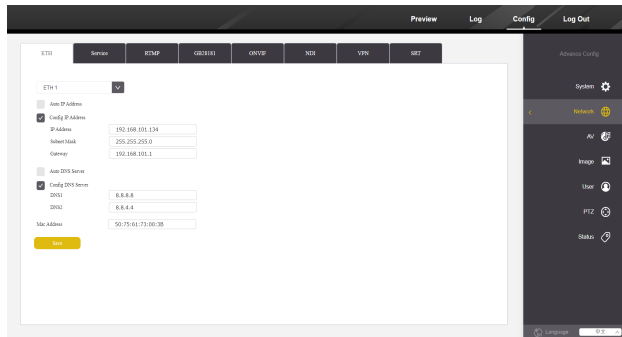 Preview Log Config Log Out
ETH Service RTMP GB28181 ONVIF NDI VPN SRT
Advance Config
ETH 1
Auto IP Address
Config IP Address
IP Address 192.168.101.134
Subnet Mask 255.255.255.0
Gateway 192.168.101.1
Auto DNS Server
Config DNS Server
DNS1 8.8.8.8
DNS2 8.8.4.4
Mac Address 50:75:61:73:00:3B
Save
System
Network
AV
Image
User
PTZ
Status
Language 中文